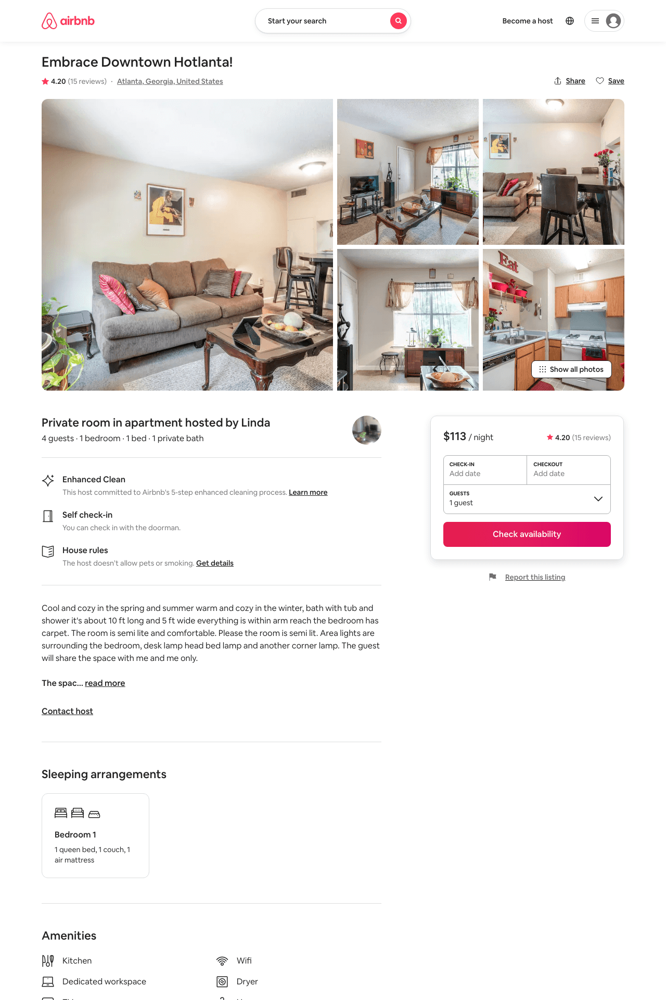 airbnb
Start your search
Become a host
Embrace Downtown Hotlanta!
4.20 (15 reviews) · Atlanta, Georgia, United States
Share
Save
Eat
Show all photos
Private room in apartment hosted by Linda
4 guests · 1 bedroom · 1 bed · 1 private bath
$113 / night
4.20 (15 reviews)
CHECK-IN
Add date
CHECKOUT
Add date
GUESTS
1 guest
Check availability
Report this listing
Enhanced Clean
This host committed to Airbnb's 5-step enhanced cleaning process. Learn more
Self check-in
You can check in with the doorman.
House rules
The host doesn't allow pets or smoking. Get details
Cool and cozy in the spring and summer warm and cozy in the winter, bath with tub and
shower it's about 10 ft long and 5 ft wide everything is within arm reach the bedroom has
carpet. The room is semi lite and comfortable. Please the room is semi lit. Area lights are
surrounding the bedroom, desk lamp head bed lamp and another corner lamp. The guest
will share the space with me and me only.
The spac... read more
Contact host
Sleeping arrangements
Bedroom 1
1 queen bed, 1 couch, 1
air mattress
Amenities
Kitchen
Wifi
Dedicated workspace
Dryer